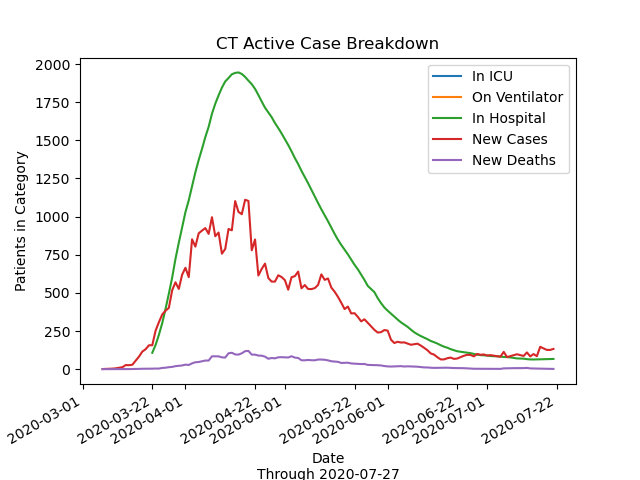 CT Active Case Breakdown
In ICU
On Ventilator
In Hospital
New Cases
New Deaths
Patients in Category
2000
1750
1500
1250
1000
750
500
250
0
2020-03-01
2020-03-22
2020-04-01
2020-04-22
2020-05-01
2020-05-22
2020-06-01
2020-06-22
2020-07-01
2020-07-22
Date
Through 2020-07-27